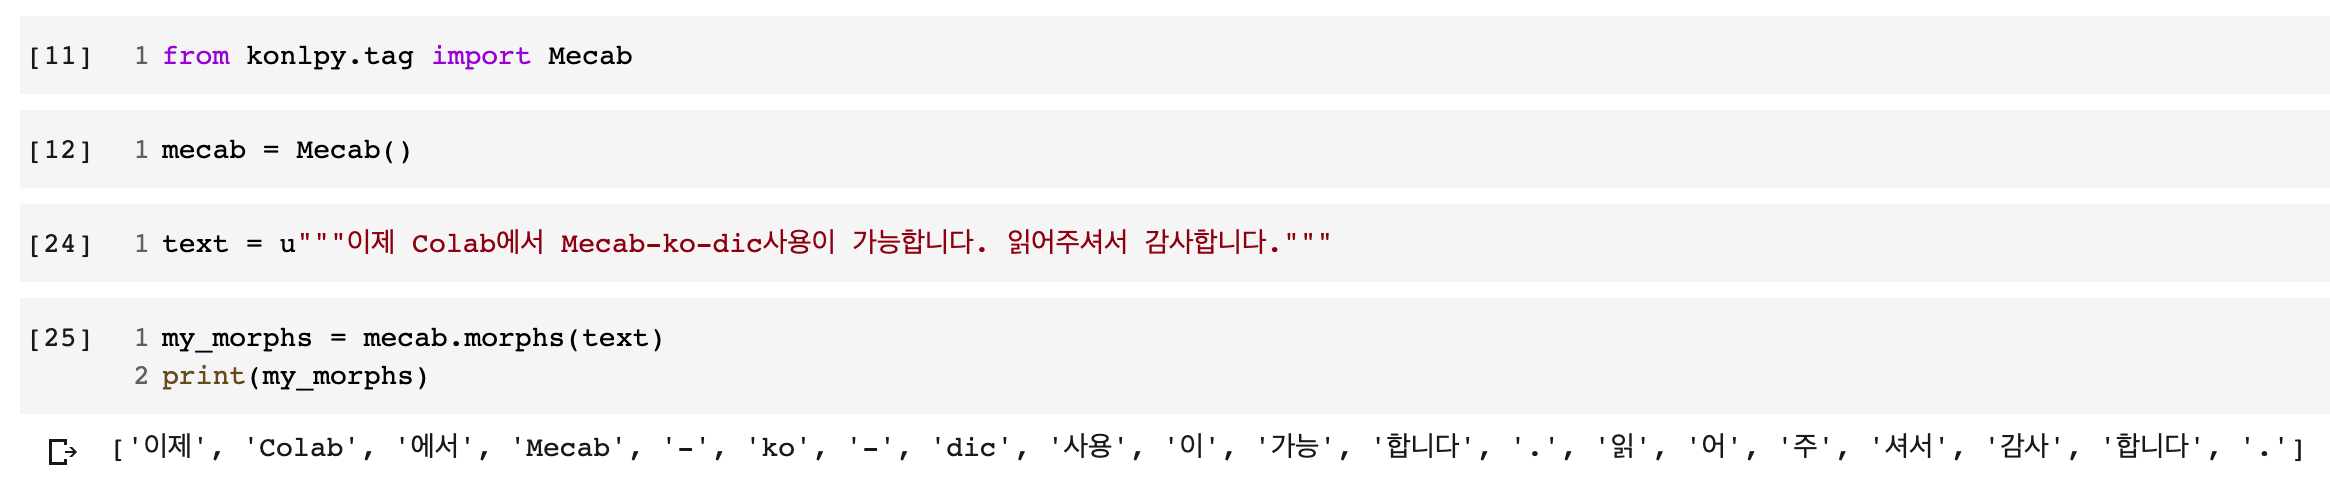 [11] 1 from konlpy.tag import Mecab
[12] 1 mecab = Mecab()
[24] 1 text = u"""이제 Colab에서 Mecab-ko-dic사용이 가능합니다. 읽어주셔서 감사합니다."""
[25] 1 my_morphs = mecab.morphs(text)
2 print(my_morphs)
['이제', 'Colab', '에서', 'Mecab', '-', 'ko', '-', 'dic', '사용', '이', '가능', '합니다', '.', '읽', '어', '주', '셔서', '감사', '합니다', '.']